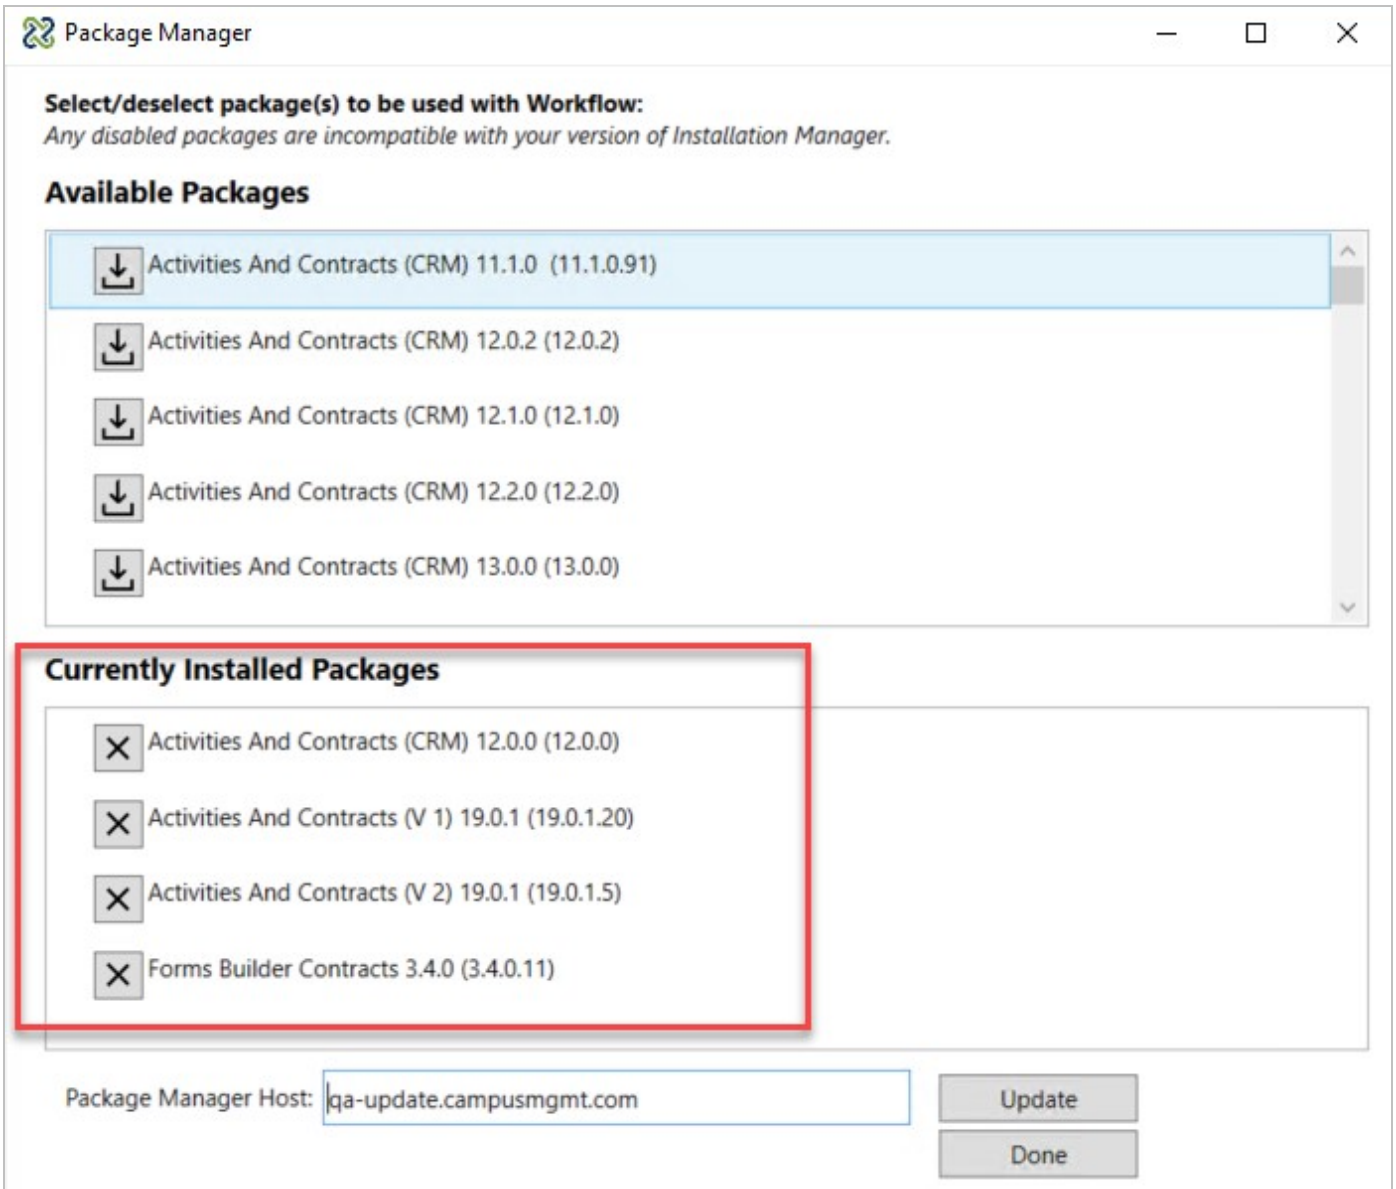 Package Manager
Select/deselect package(s) to be used with Workflow:
Any disabled packages are incompatible with your version of Installation Manager.
Available Packages
Activities And Contracts (CRM) 11.1.0  (11.1.0.91)
Activities And Contracts (CRM) 12.0.2 (12.0.2)
Activities And Contracts (CRM) 12.1.0 (12.1.0)
Activities And Contracts (CRM) 12.2.0 (12.2.0)
Activities And Contracts (CRM) 13.0.0 (13.0.0)
Currently Installed Packages
Activities And Contracts (CRM) 12.0.0 (12.0.0)
Activities And Contracts (V 1) 19.0.1 (19.0.1.20)
Activities And Contracts (V 2) 19.0.1 (19.0.1.5)
Forms Builder Contracts 3.4.0 (3.4.0.11)
Package Manager Host: qa-update.campusmgmt.com Update
Done